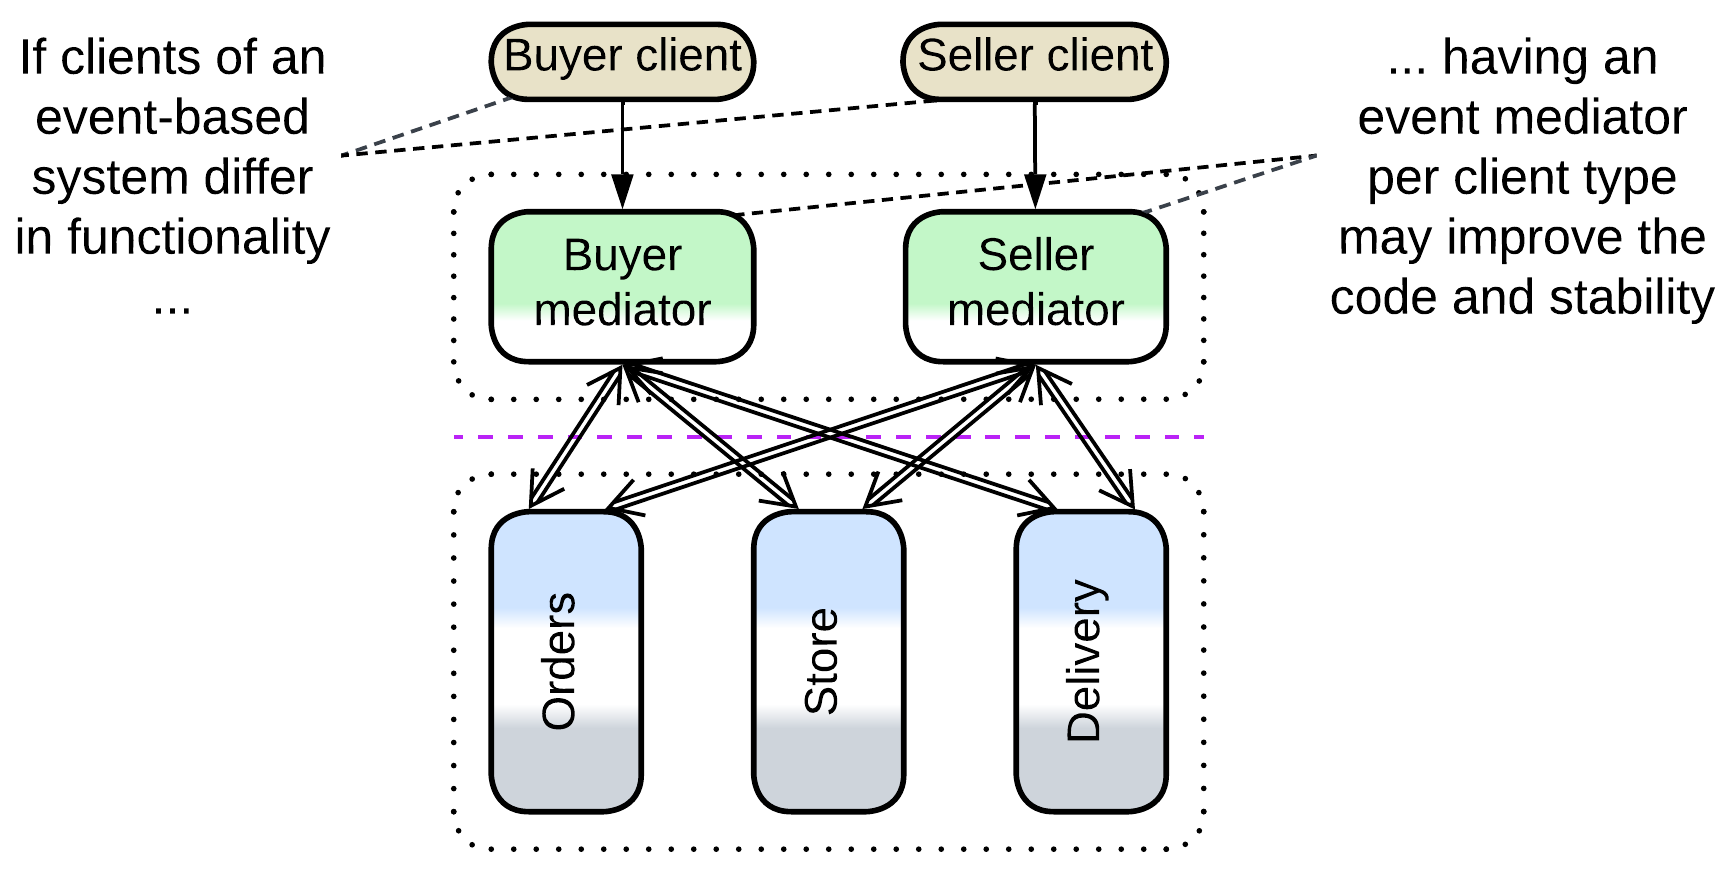 If clients of an
event-based
system differ
in functionality
...
Buyer client
Seller client
... having an
event mediator
per client type
may improve the
code and stability
Buyer
mediator
Seller
mediator
Orders
Store
Delivery